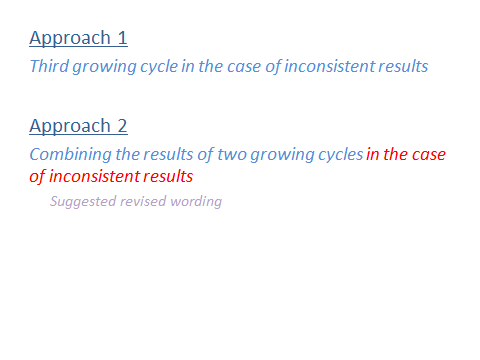 Approach 1
Third growing cycle in the case of inconsistent results
Approach 2
Combining the results of two growing cycles in the case
of inconsistent results
Suggested revised wording